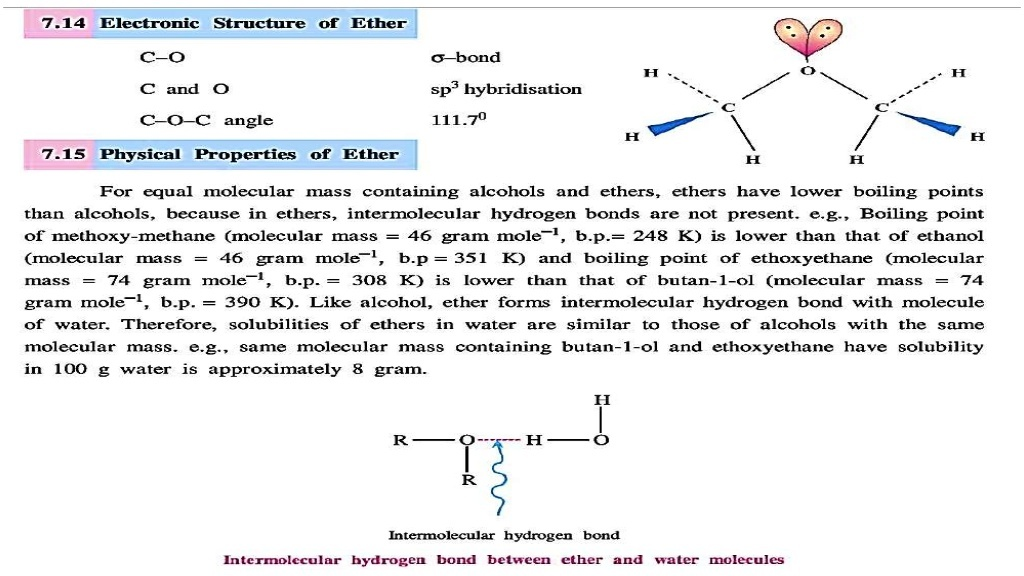 7.14 Electronic Structure of Ether
C–O σ–bond
C and O sp³ hybridisation
C–O–C angle 111.7⁰
O
H H
C C
H H
H H
7.15 Physical Properties of Ether
For equal molecular mass containing alcohols and ethers, ethers have lower boiling points
than alcohols, because in ethers, intermolecular hydrogen bonds are not present. e.g., Boiling point
of methoxy-methane (molecular mass = 46 gram mole⁻¹, b.p.= 248 K) is lower than that of ethanol
(molecular mass = 46 gram mole⁻¹, b.p = 351 K) and boiling point of ethoxyethane (molecular
mass = 74 gram mole⁻¹, b.p. = 308 K) is lower than that of butan-1-ol (molecular mass = 74
gram mole⁻¹, b.p. = 390 K). Like alcohol, ether forms intermolecular hydrogen bond with molecule
of water. Therefore, solubilities of ethers in water are similar to those of alcohols with the same
molecular mass. e.g., same molecular mass containing butan-1-ol and ethoxyethane have solubility
in 100 g water is approximately 8 gram.
H
R O H O
R
Intermolecular hydrogen bond
Intermolecular hydrogen bond between ether and water molecules